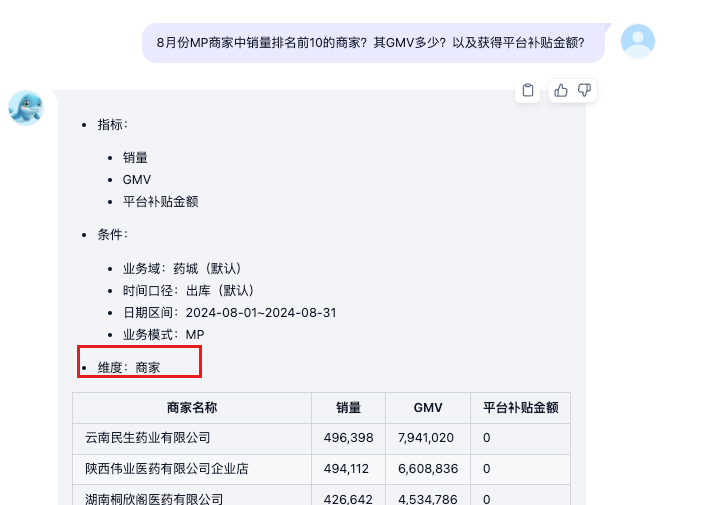 8月份MP商家中销量排名前10的商家？其GMV多少？以及获得平台补贴金额？
指标：
销量
GMV
平台补贴金额
条件：
业务域：药城（默认）
时间口径：出库（默认）
日期区间：2024-08-01~2024-08-31
业务模式：MP
维度：商家
商家名称 销量 GMV 平台补贴金额
云南民生药业有限公司 496,398 7,941,020 0
陕西伟业医药有限公司企业店 494,112 6,608,836 0
湖南桐欣阁医药有限公司 426,642 4,534,786 0